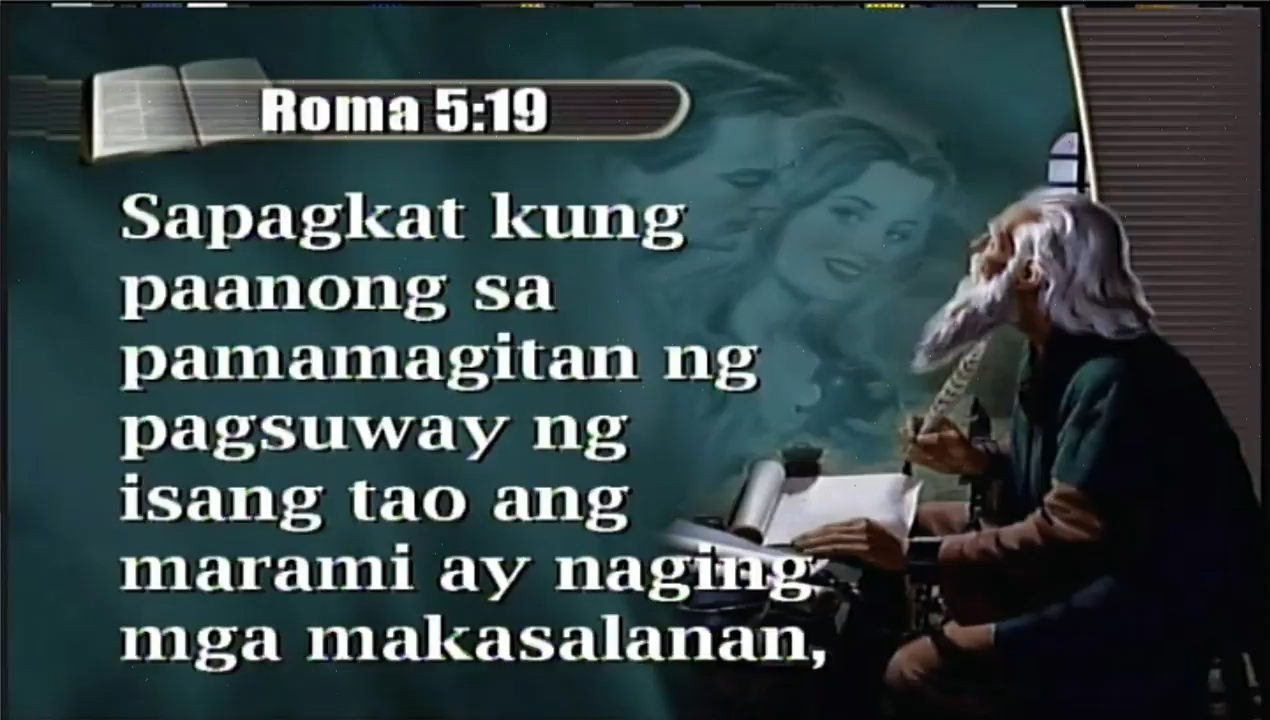 Roma 5:19
Sapagkat kung
paanong sa
pamamagitan ng
pagsuway ng
isang tao ang
marami ay naging
mga makasalanan,